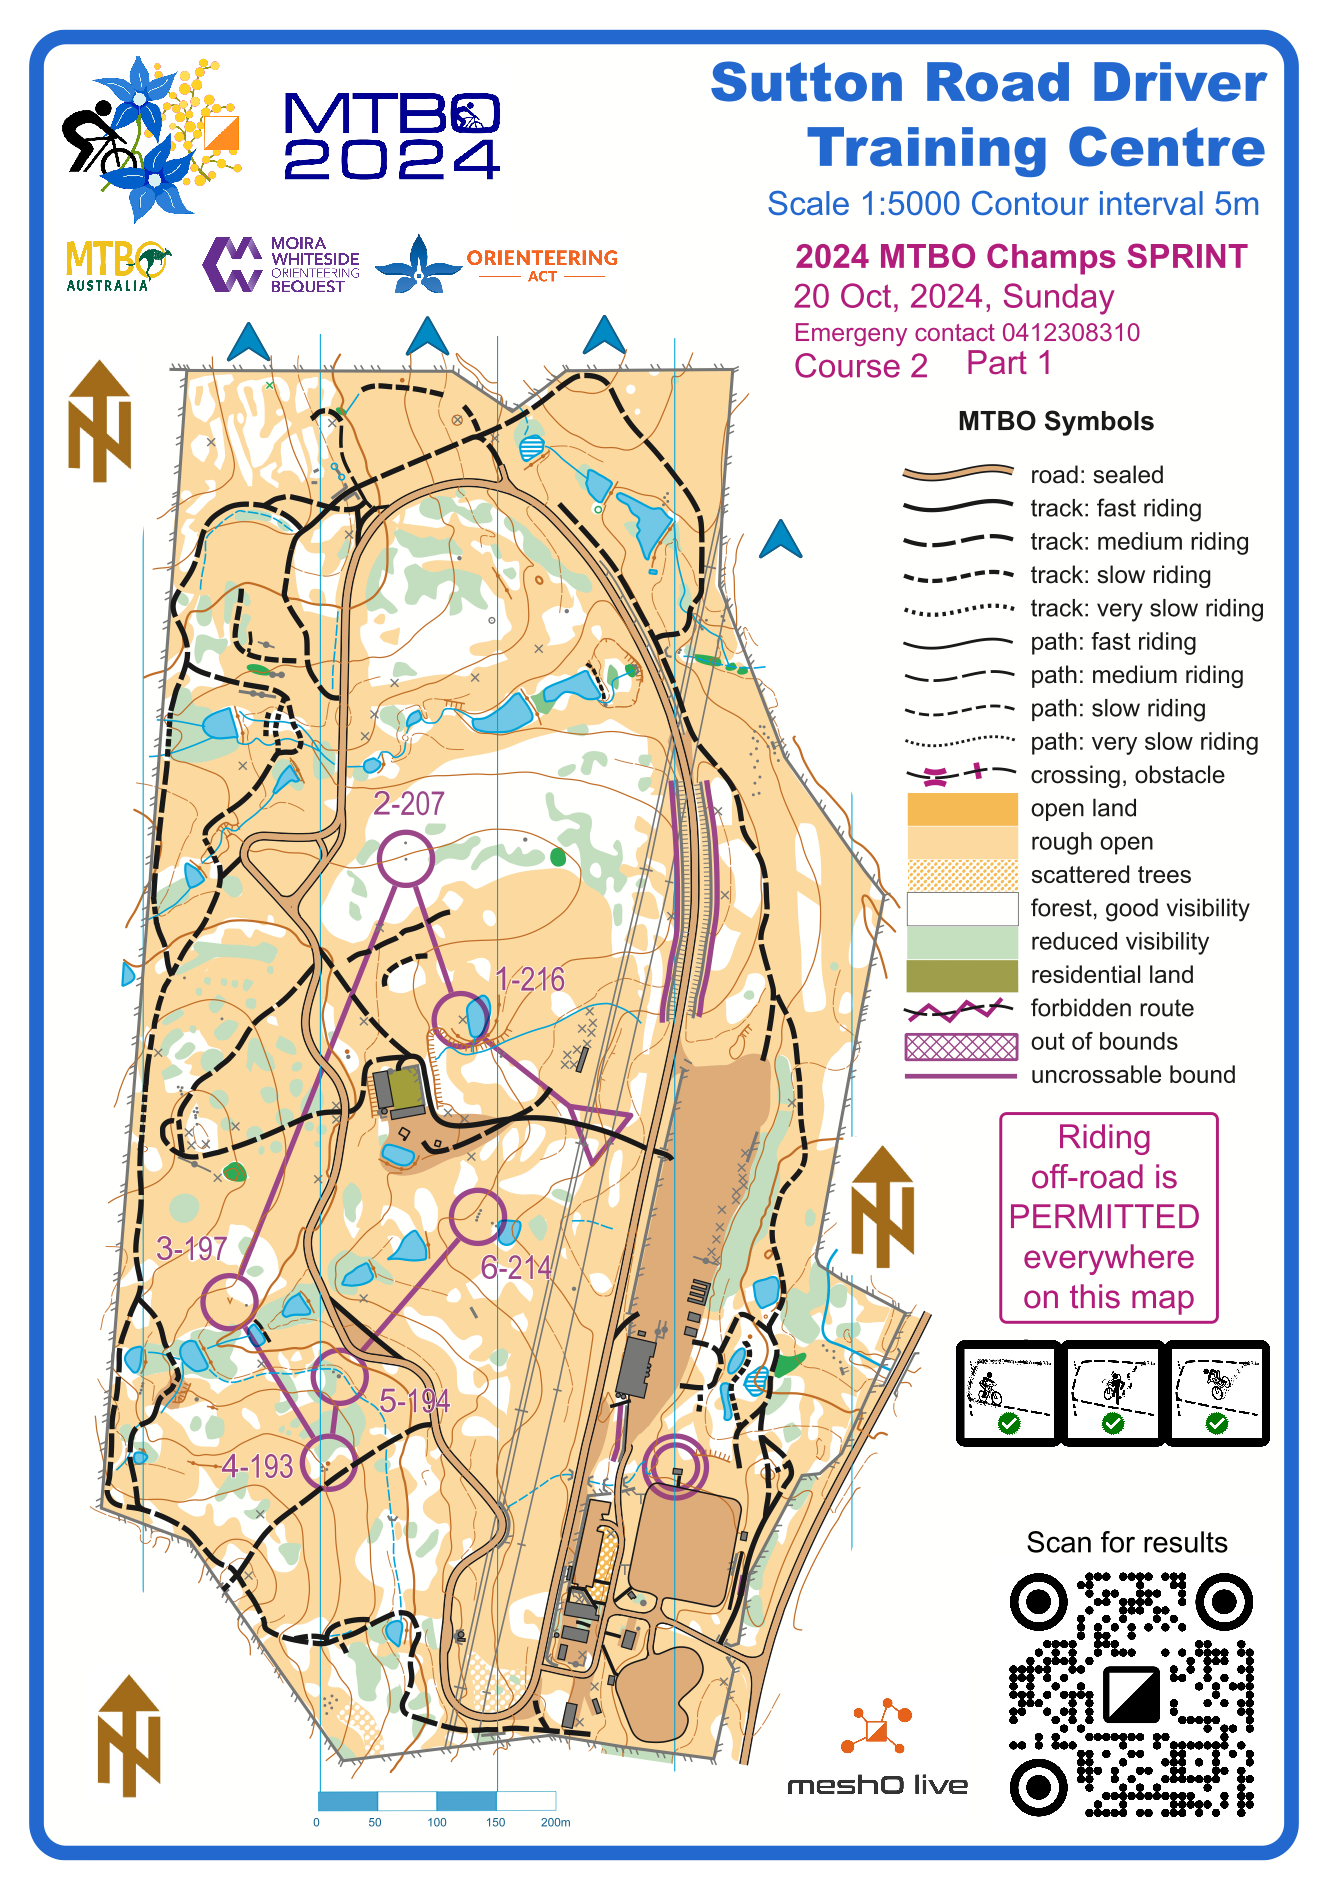 Sutton Road Driver
Training Centre
Scale 1:5000 Contour interval 5m
MTBO
2024
MTBO
AUSTRALIA
MOIRA
WHITESIDE
ORIENTEERING
BEQUEST
ORIENTEERING
ACT
2024 MTBO Champs SPRINT
20 Oct, 2024, Sunday
Emergeny contact 0412308310
Course 2 Part 1
MTBO Symbols
road: sealed
track: fast riding
track: medium riding
track: slow riding
track: very slow riding
path: fast riding
path: medium riding
path: slow riding
path: very slow riding
crossing, obstacle
open land
rough open
scattered trees
forest, good visibility
reduced visibility
residential land
forbidden route
out of bounds
uncrossable bound
N
N
N
2-207
1-216
3-197
6-214
5-194
4-193
Riding
off-road is
PERMITTED
everywhere
on this map
Scan for results
meshO live
0 50 100 150 200m